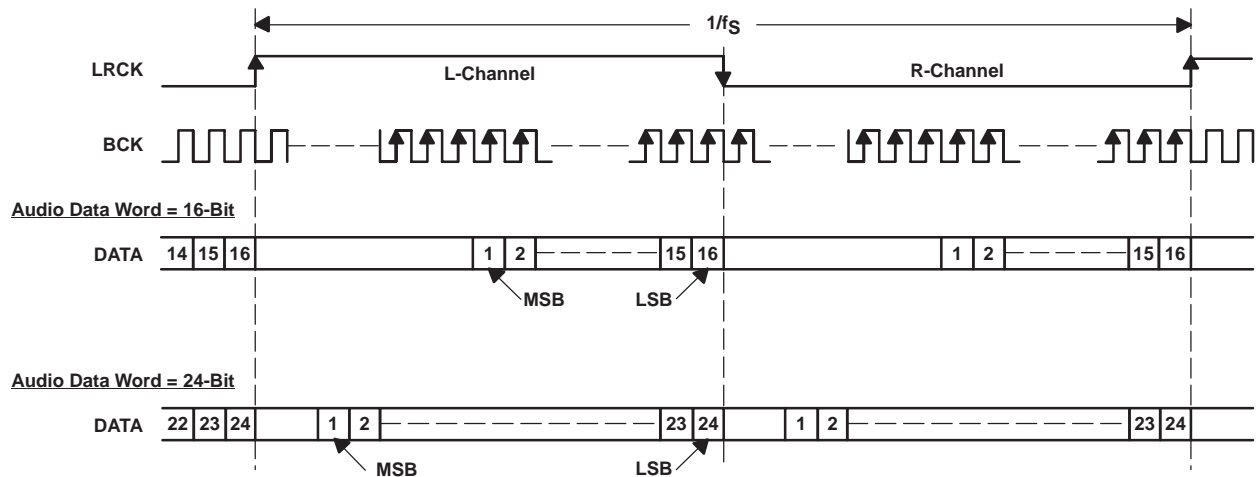 1/fS
LRCK
L-Channel
R-Channel
BCK
Audio Data Word = 16-Bit
DATA 14 15 16 1 2 15 16 1 2 15 16
MSB LSB
Audio Data Word = 24-Bit
DATA 22 23 24 1 2 23 24 1 2 23 24
MSB LSB